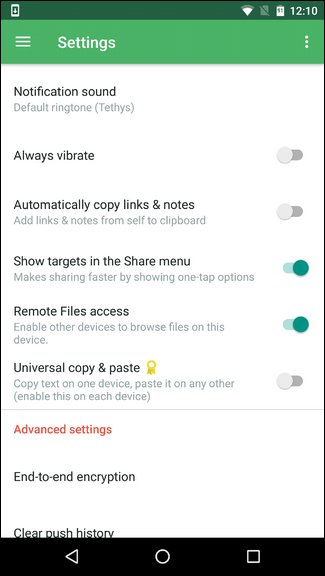 12:10
Settings
Notification sound
Default ringtone (Tethys)
Always vibrate
Automatically copy links & notes
Add links & notes from self to clipboard
Show targets in the Share menu
Makes sharing faster by showing one-tap options
Remote Files access
Enable other devices to browse files on this
device.
Universal copy & paste
Copy text on one device, paste it on any other
(enable this on each device)
Advanced settings
End-to-end encryption
Clear push history